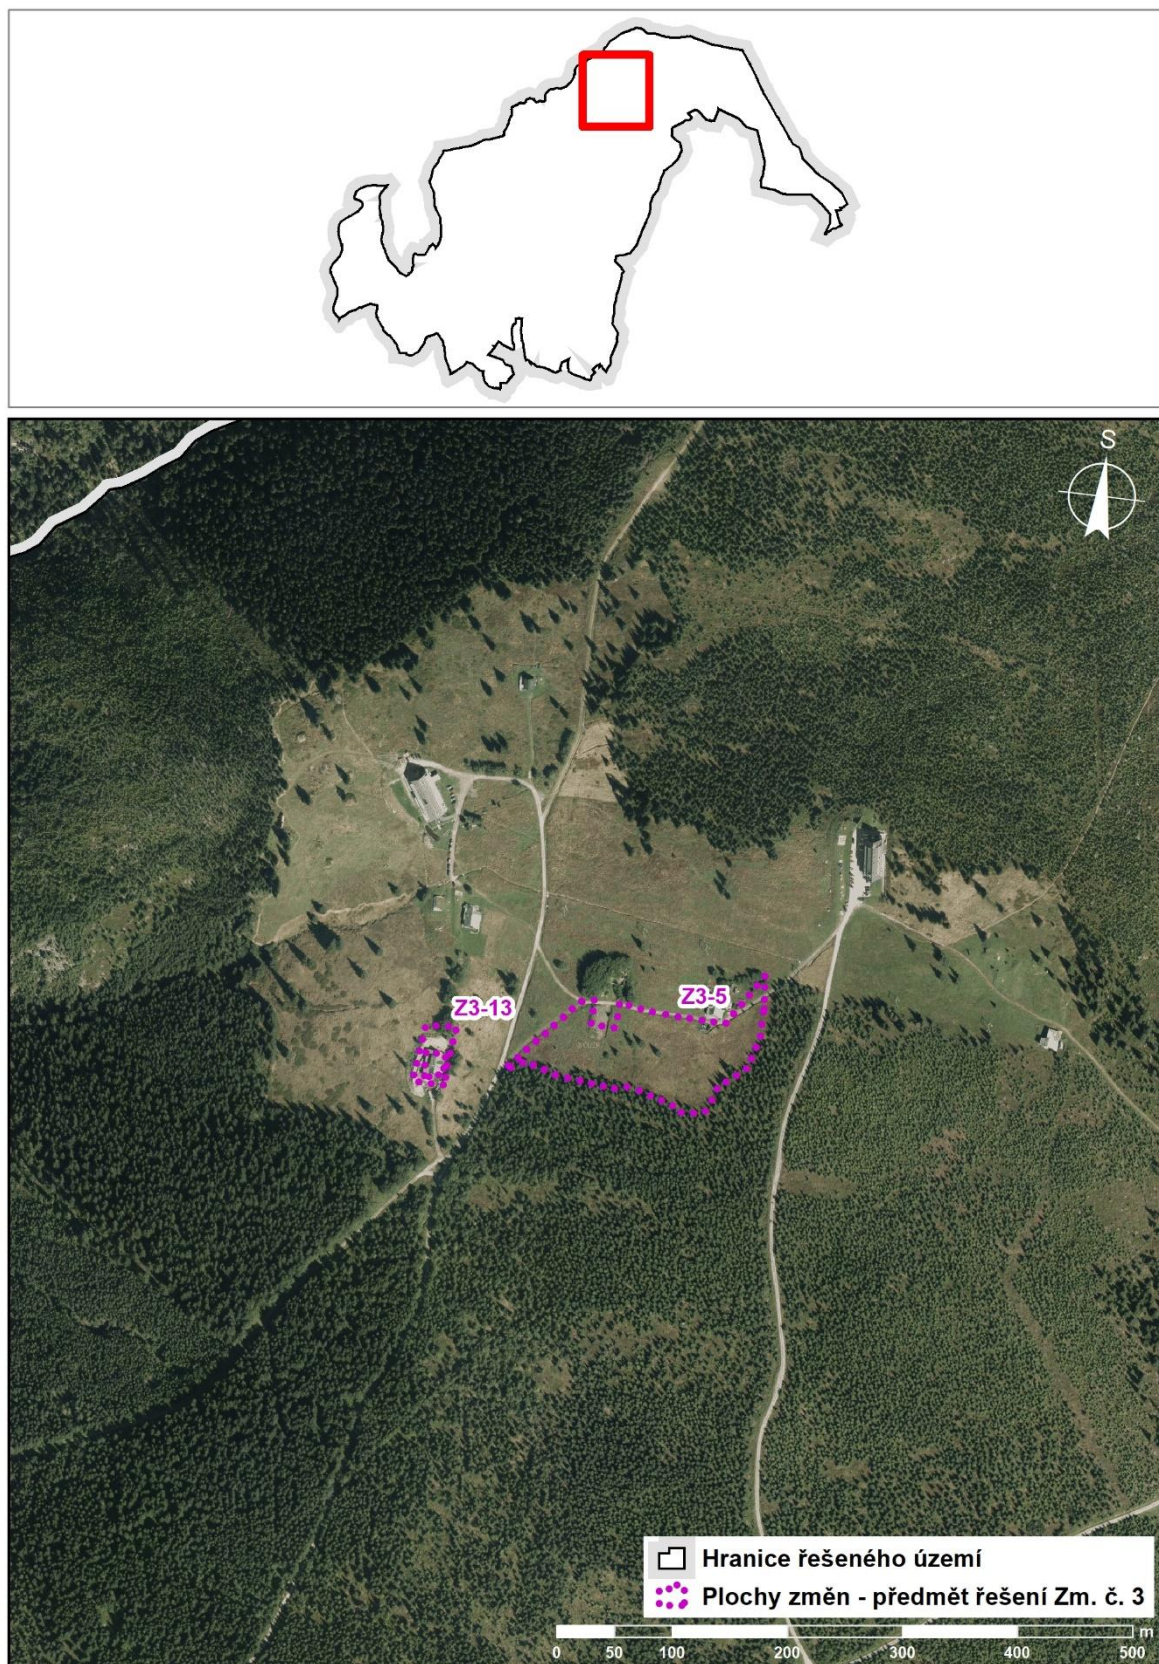 S
Z3-13
Z3-5
Hranice řešeného území
Plochy změn - předmět řešení Zm. č. 3
m
0 50 100 200 300 400 500